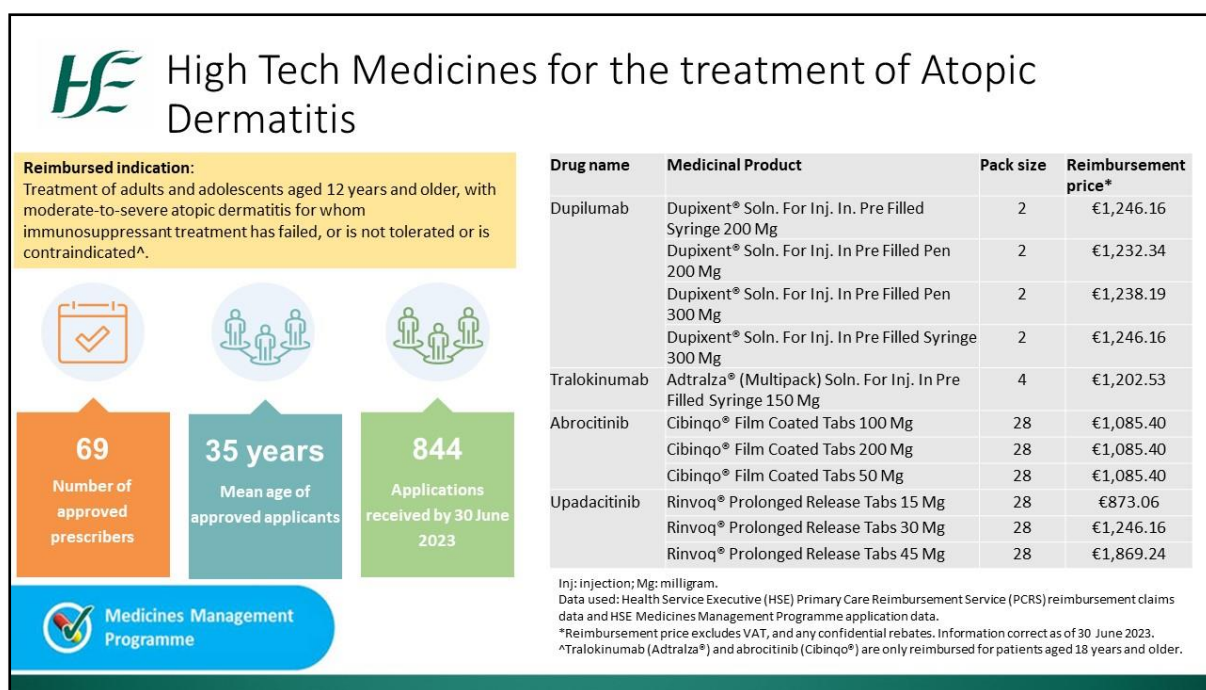 HSE
High Tech Medicines for the treatment of Atopic
Dermatitis
Reimbursed indication:
Treatment of adults and adolescents aged 12 years and older, with
moderate-to-severe atopic dermatitis for whom
immunosuppressant treatment has failed, or is not tolerated or is
contraindicated^.
69
Number of
approved
prescribers
35 years
Mean age of
approved applicants
844
Applications
received by 30 June
2023
Medicines Management
Programme
Drug name Medicinal Product Pack size Reimbursement
price*
Dupilumab Dupixent® Soln. For Inj. In. Pre Filled 2 €1,246.16
Syringe 200 Mg
Dupixent® Soln. For Inj. In Pre Filled Pen 2 €1,232.34
200 Mg
Dupixent® Soln. For Inj. In Pre Filled Pen 2 €1,238.19
300 Mg
Dupixent® Soln. For Inj. In Pre Filled Syringe 2 €1,246.16
300 Mg
Tralokinumab Adtralza® (Multipack) Soln. For Inj. In Pre 4 €1,202.53
Filled Syringe 150 Mg
Abrocitinib Cibinqo® Film Coated Tabs 100 Mg 28 €1,085.40
Cibinqo® Film Coated Tabs 200 Mg 28 €1,085.40
Cibinqo® Film Coated Tabs 50 Mg 28 €1,085.40
Upadacitinib Rinvoq® Prolonged Release Tabs 15 Mg 28 €873.06
Rinvoq® Prolonged Release Tabs 30 Mg 28 €1,246.16
Rinvoq® Prolonged Release Tabs 45 Mg 28 €1,869.24
Inj: injection; Mg: milligram.
Data used: Health Service Executive (HSE) Primary Care Reimbursement Service (PCRS) reimbursement claims
data and HSE Medicines Management Programme application data.
*Reimbursement price excludes VAT, and any confidential rebates. Information correct as of 30 June 2023.
^Tralokinumab (Adtralza®) and abrocitinib (Cibinqo®) are only reimbursed for patients aged 18 years and older.